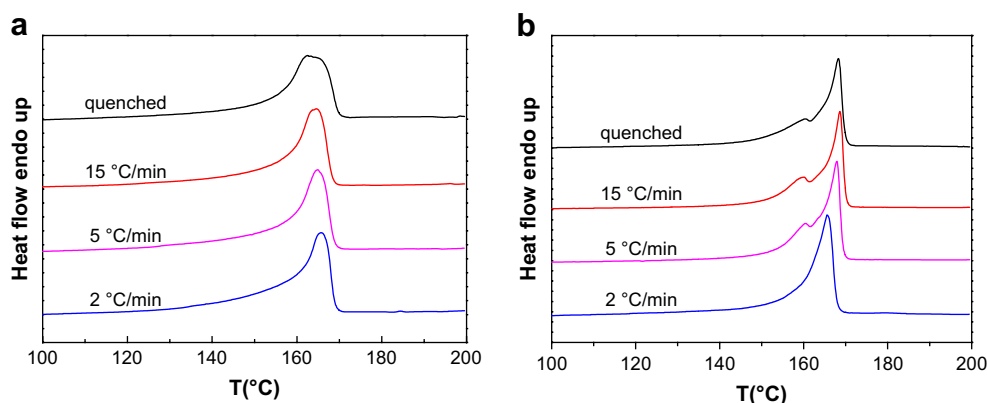 a
Heat flow endo up
quenched
15 °C/min
5 °C/min
2 °C/min
100 120 140 160 180 200
T(°C)
b
Heat flow endo up
quenched
15 °C/min
5 °C/min
2 °C/min
100 120 140 160 180 200
T(°C)